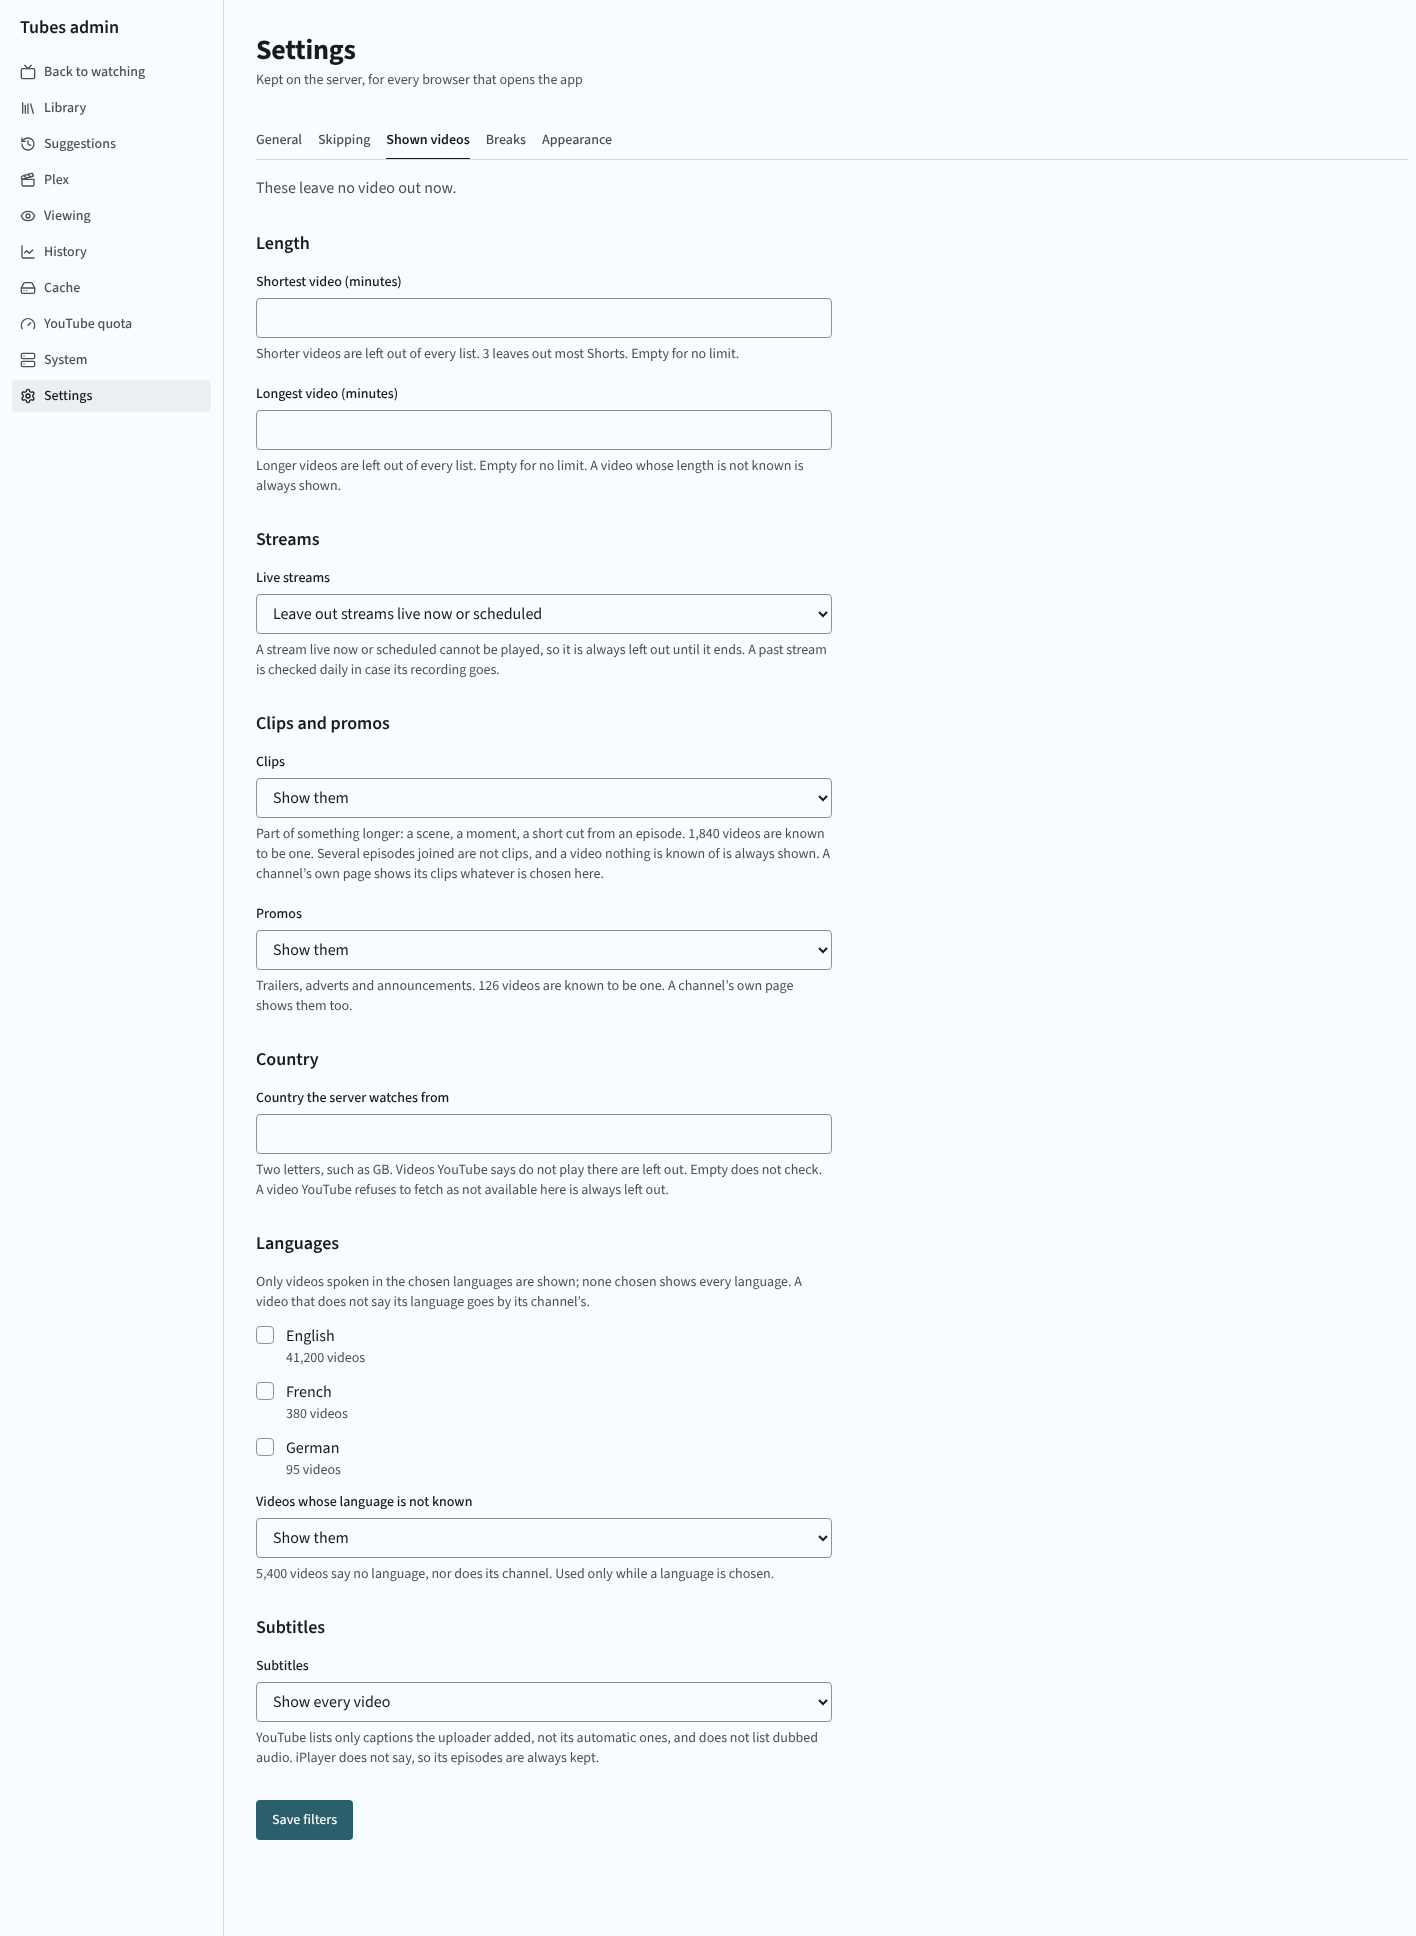 Tubes admin
Back to watching
Library
Suggestions
Plex
Viewing
History
Cache
YouTube quota
System
Settings
Settings
Kept on the server, for every browser that opens the app
General Skipping Shown videos Breaks Appearance
These leave no video out now.
Length
Shortest video (minutes)
Shorter videos are left out of every list. 3 leaves out most Shorts. Empty for no limit.
Longest video (minutes)
Longer videos are left out of every list. Empty for no limit. A video whose length is not known is
always shown.
Streams
Live streams
Leave out streams live now or scheduled
A stream live now or scheduled cannot be played, so it is always left out until it ends. A past stream
is checked daily in case its recording goes.
Clips and promos
Clips
Show them
Part of something longer: a scene, a moment, a short cut from an episode. 1,840 videos are known
to be one. Several episodes joined are not clips, and a video nothing is known of is always shown. A
channel’s own page shows its clips whatever is chosen here.
Promos
Show them
Trailers, adverts and announcements. 126 videos are known to be one. A channel’s own page
shows them too.
Country
Country the server watches from
Two letters, such as GB. Videos YouTube says do not play there are left out. Empty does not check.
A video YouTube refuses to fetch as not available here is always left out.
Languages
Only videos spoken in the chosen languages are shown; none chosen shows every language. A
video that does not say its language goes by its channel’s.
English
41,200 videos
French
380 videos
German
95 videos
Videos whose language is not known
Show them
5,400 videos say no language, nor does its channel. Used only while a language is chosen.
Subtitles
Subtitles
Show every video
YouTube lists only captions the uploader added, not its automatic ones, and does not list dubbed
audio. iPlayer does not say, so its episodes are always kept.
Save filters